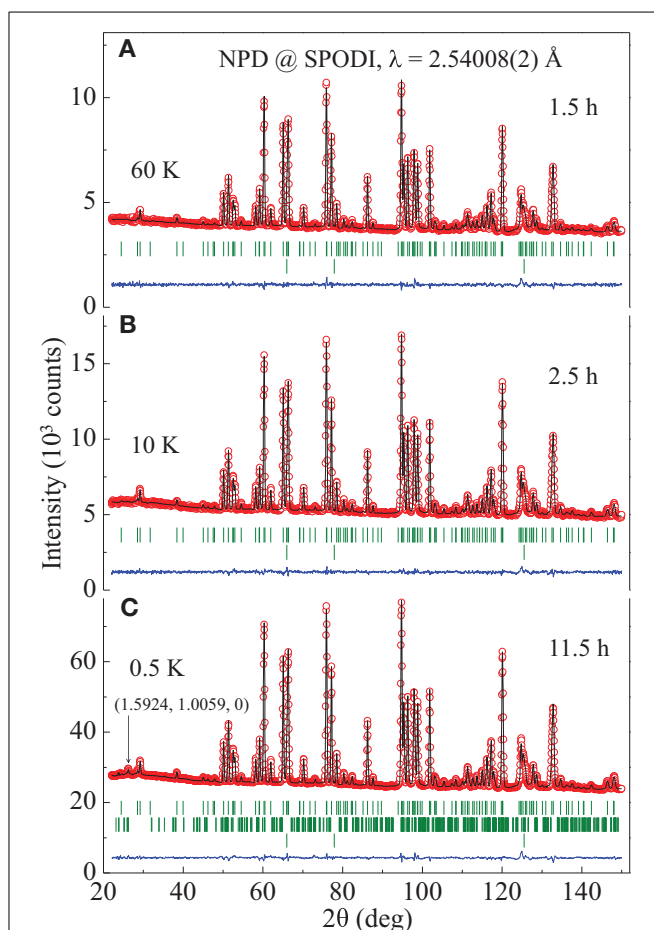 A
NPD @ SPODI, λ = 2.54008(2) Å
1.5 h
60 K
10
5
0
B
2.5 h
10 K
15
10
5
0
C
11.5 h
0.5 K
(1.5924, 1.0059, 0)
60
40
20
0
Intensity (10³ counts)
20 40 60 80 100 120 140
2θ (deg)